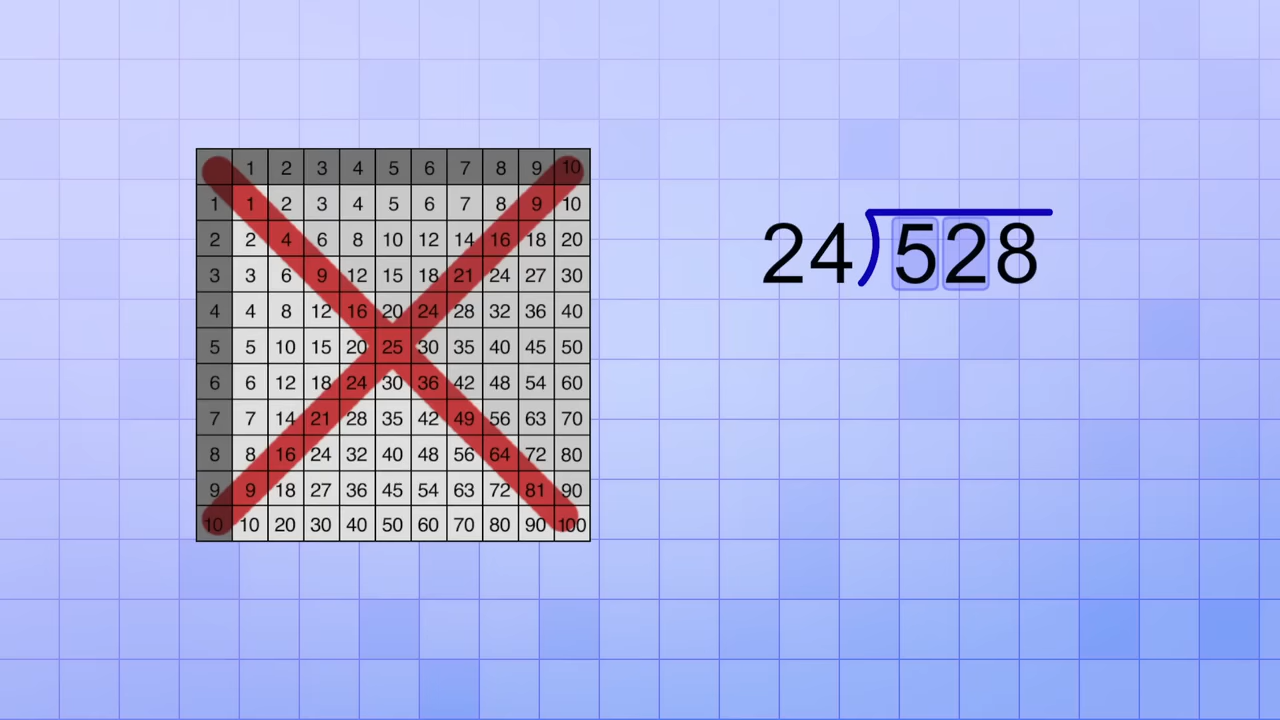 1 2 3 4 5 6 7 8 9 10
1 1 2 3 4 5 6 7 8 9 10
2 2 4 6 8 10 12 14 16 18 20
3 3 6 9 12 15 18 21 24 27 30
4 4 8 12 16 20 24 28 32 36 40
5 5 10 15 20 25 30 35 40 45 50
6 6 12 18 24 30 36 42 48 54 60
7 7 14 21 28 35 42 49 56 63 70
8 8 16 24 32 40 48 56 64 72 80
9 9 18 27 36 45 54 63 72 81 90
10 10 20 30 40 50 60 70 80 90 100
24)528